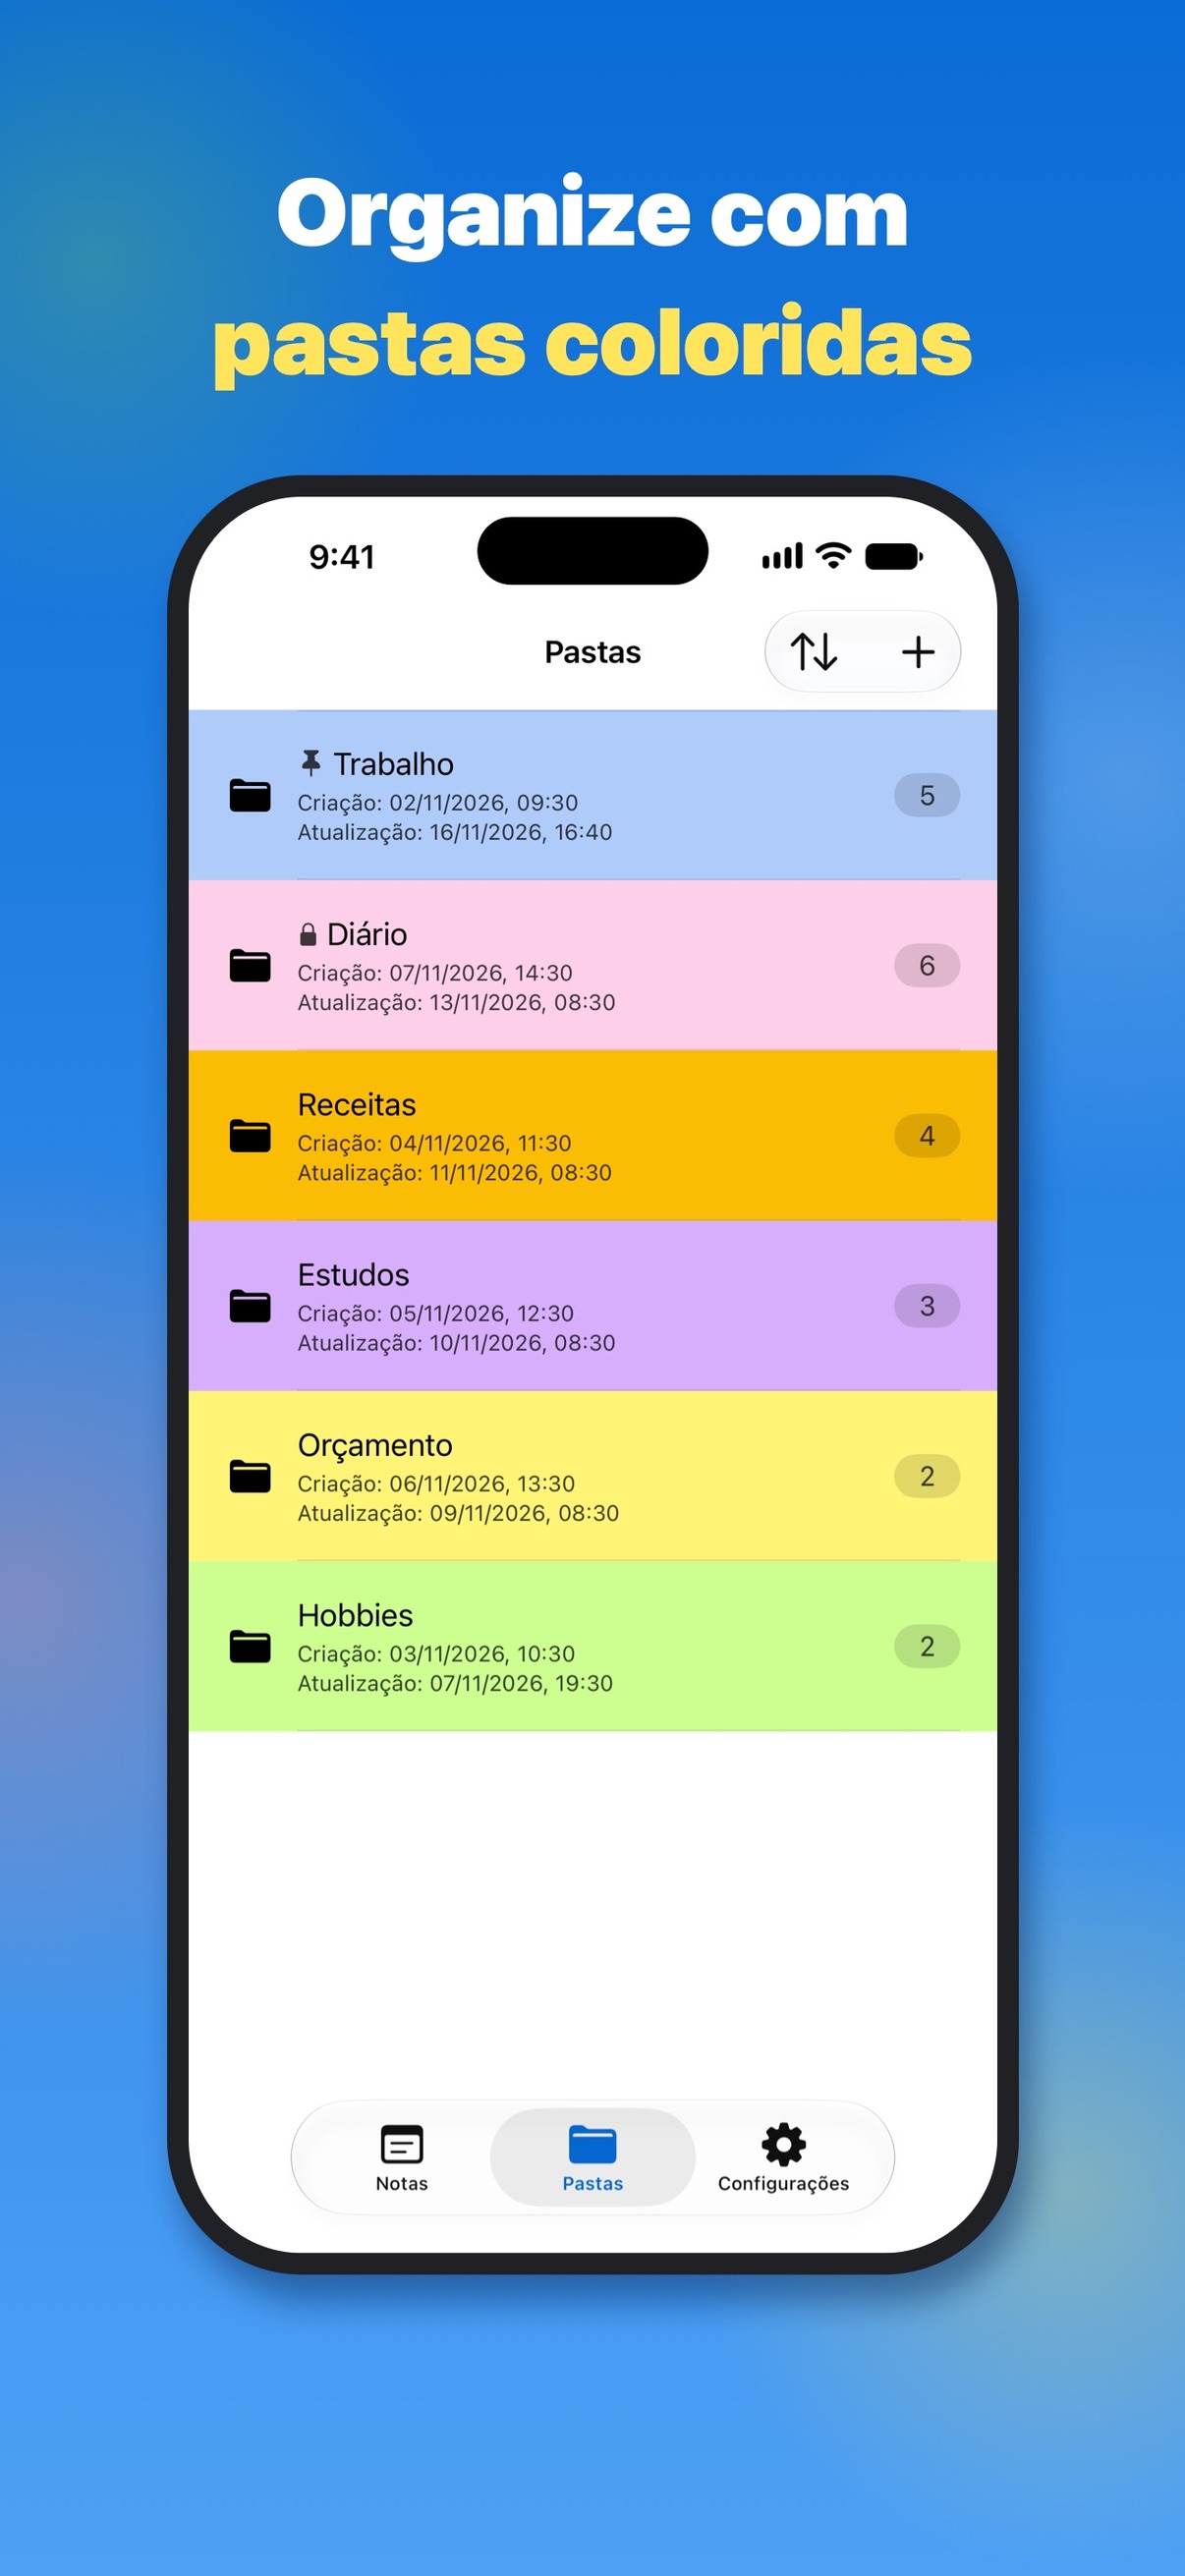 Organize com
pastas coloridas
9:41
Pastas
Trabalho
Criação: 02/11/2026, 09:30
Atualização: 16/11/2026, 16:40
5
Diário
Criação: 07/11/2026, 14:30
Atualização: 13/11/2026, 08:30
6
Receitas
Criação: 04/11/2026, 11:30
Atualização: 11/11/2026, 08:30
4
Estudos
Criação: 05/11/2026, 12:30
Atualização: 10/11/2026, 08:30
3
Orçamento
Criação: 06/11/2026, 13:30
Atualização: 09/11/2026, 08:30
2
Hobbies
Criação: 03/11/2026, 10:30
Atualização: 07/11/2026, 19:30
2
Notas
Pastas
Configurações